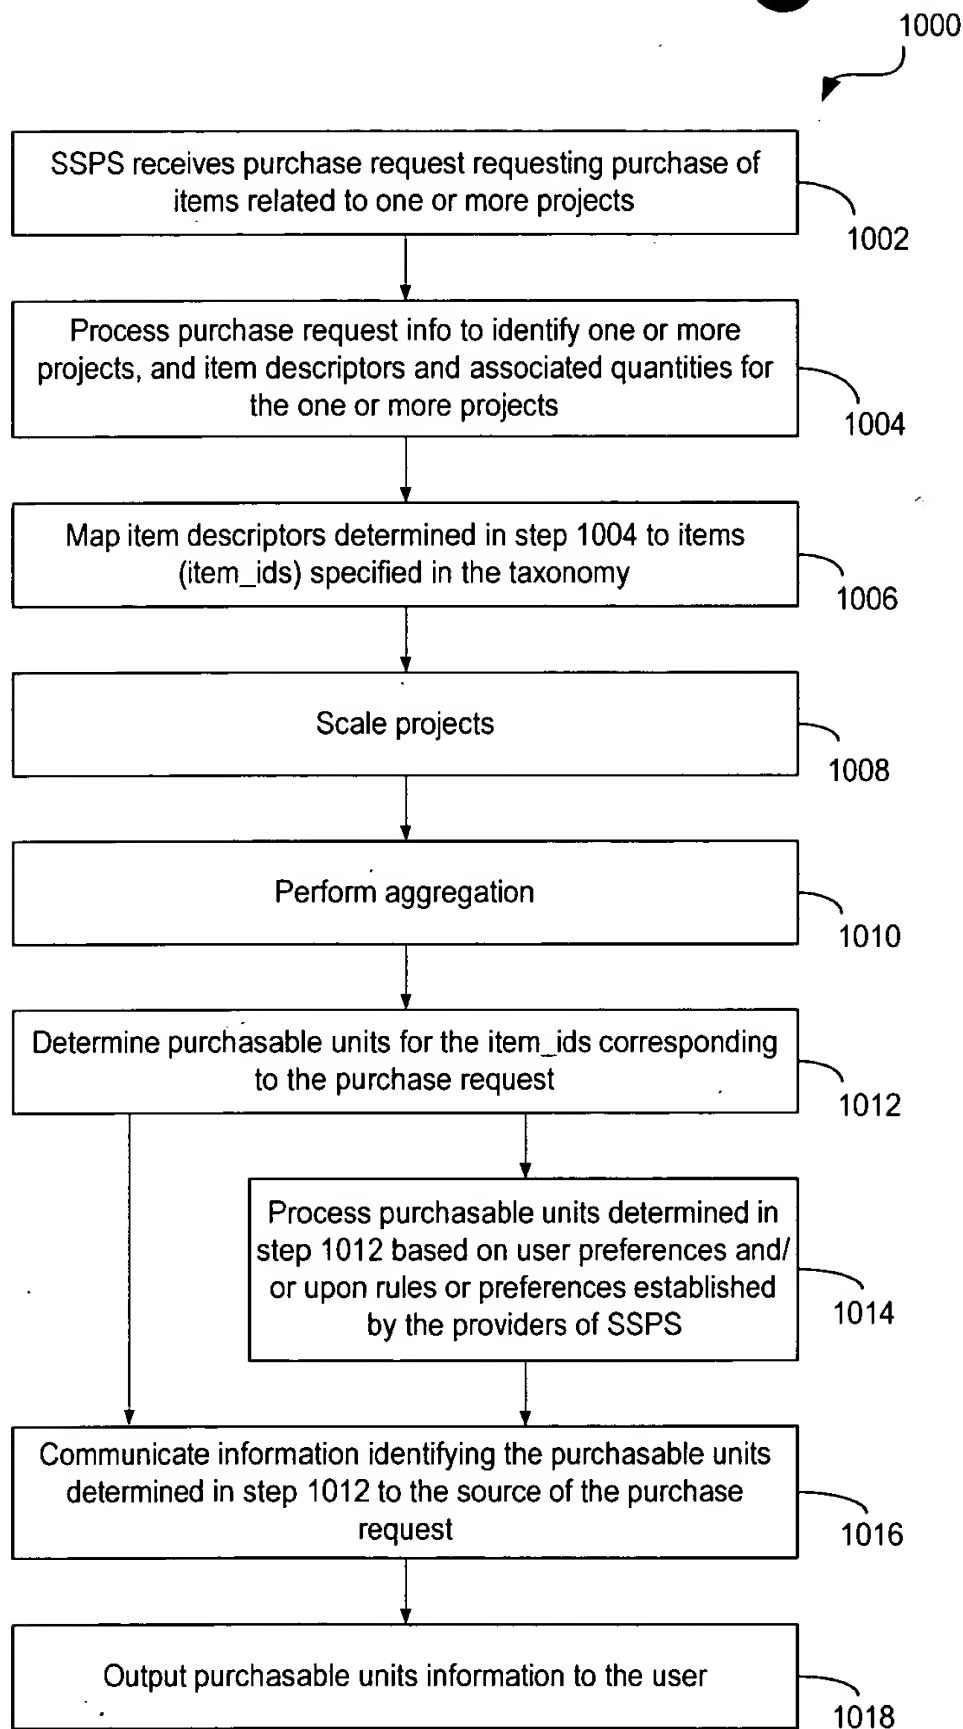 1000
SSPS receives purchase request requesting purchase of
items related to one or more projects
1002
Process purchase request info to identify one or more
projects, and item descriptors and associated quantities for
the one or more projects
1004
Map item descriptors determined in step 1004 to items
(item_ids) specified in the taxonomy
1006
Scale projects
1008
Perform aggregation
1010
Determine purchasable units for the item_ids corresponding
to the purchase request
1012
Process purchasable units determined in
step 1012 based on user preferences and/
or upon rules or preferences established
by the providers of SSPS
1014
Communicate information identifying the purchasable units
determined in step 1012 to the source of the purchase
request
1016
Output purchasable units information to the user
1018